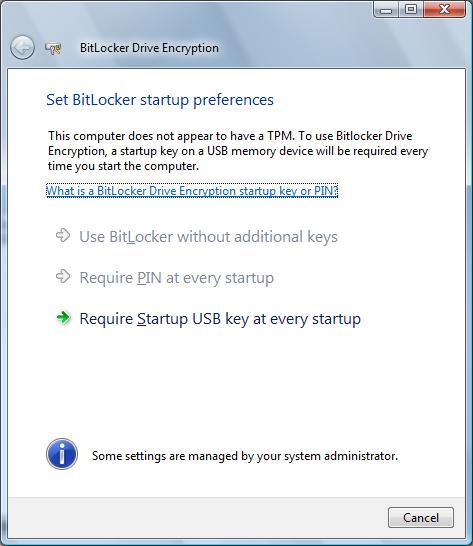 BitLocker Drive Encryption
Set BitLocker startup preferences
This computer does not appear to have a TPM. To use Bitlocker Drive
Encryption, a startup key on a USB memory device will be required every
time you start the computer.
What is a BitLocker Drive Encryption startup key or PIN?
Use BitLocker without additional keys
Require PIN at every startup
Require Startup USB key at every startup
Some settings are managed by your system administrator.
Cancel